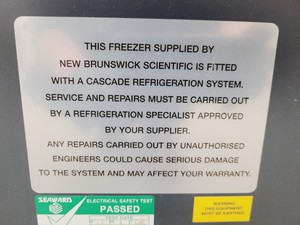 THIS FREEZER SUPPLIED BY
NEW BRUNSWICK SCIENTIFIC IS FITTED
WITH A CASCADE REFRIGERATION SYSTEM.
SERVICE AND REPAIRS MUST BE CARRIED OUT
BY A REFRIGERATION SPECIALIST APPROVED
BY YOUR SUPPLIER.
ANY REPAIRS CARRIED OUT BY UNAUTHORISED
ENGINEERS COULD CAUSE SERIOUS DAMAGE
TO THE SYSTEM AND MAY AFFECT YOUR WARRANTY.
SEAWARD
ELECTRICAL SAFETY TEST
PASSED
WARNING
THIS EQUIPMENT
MUST BE EARTHED